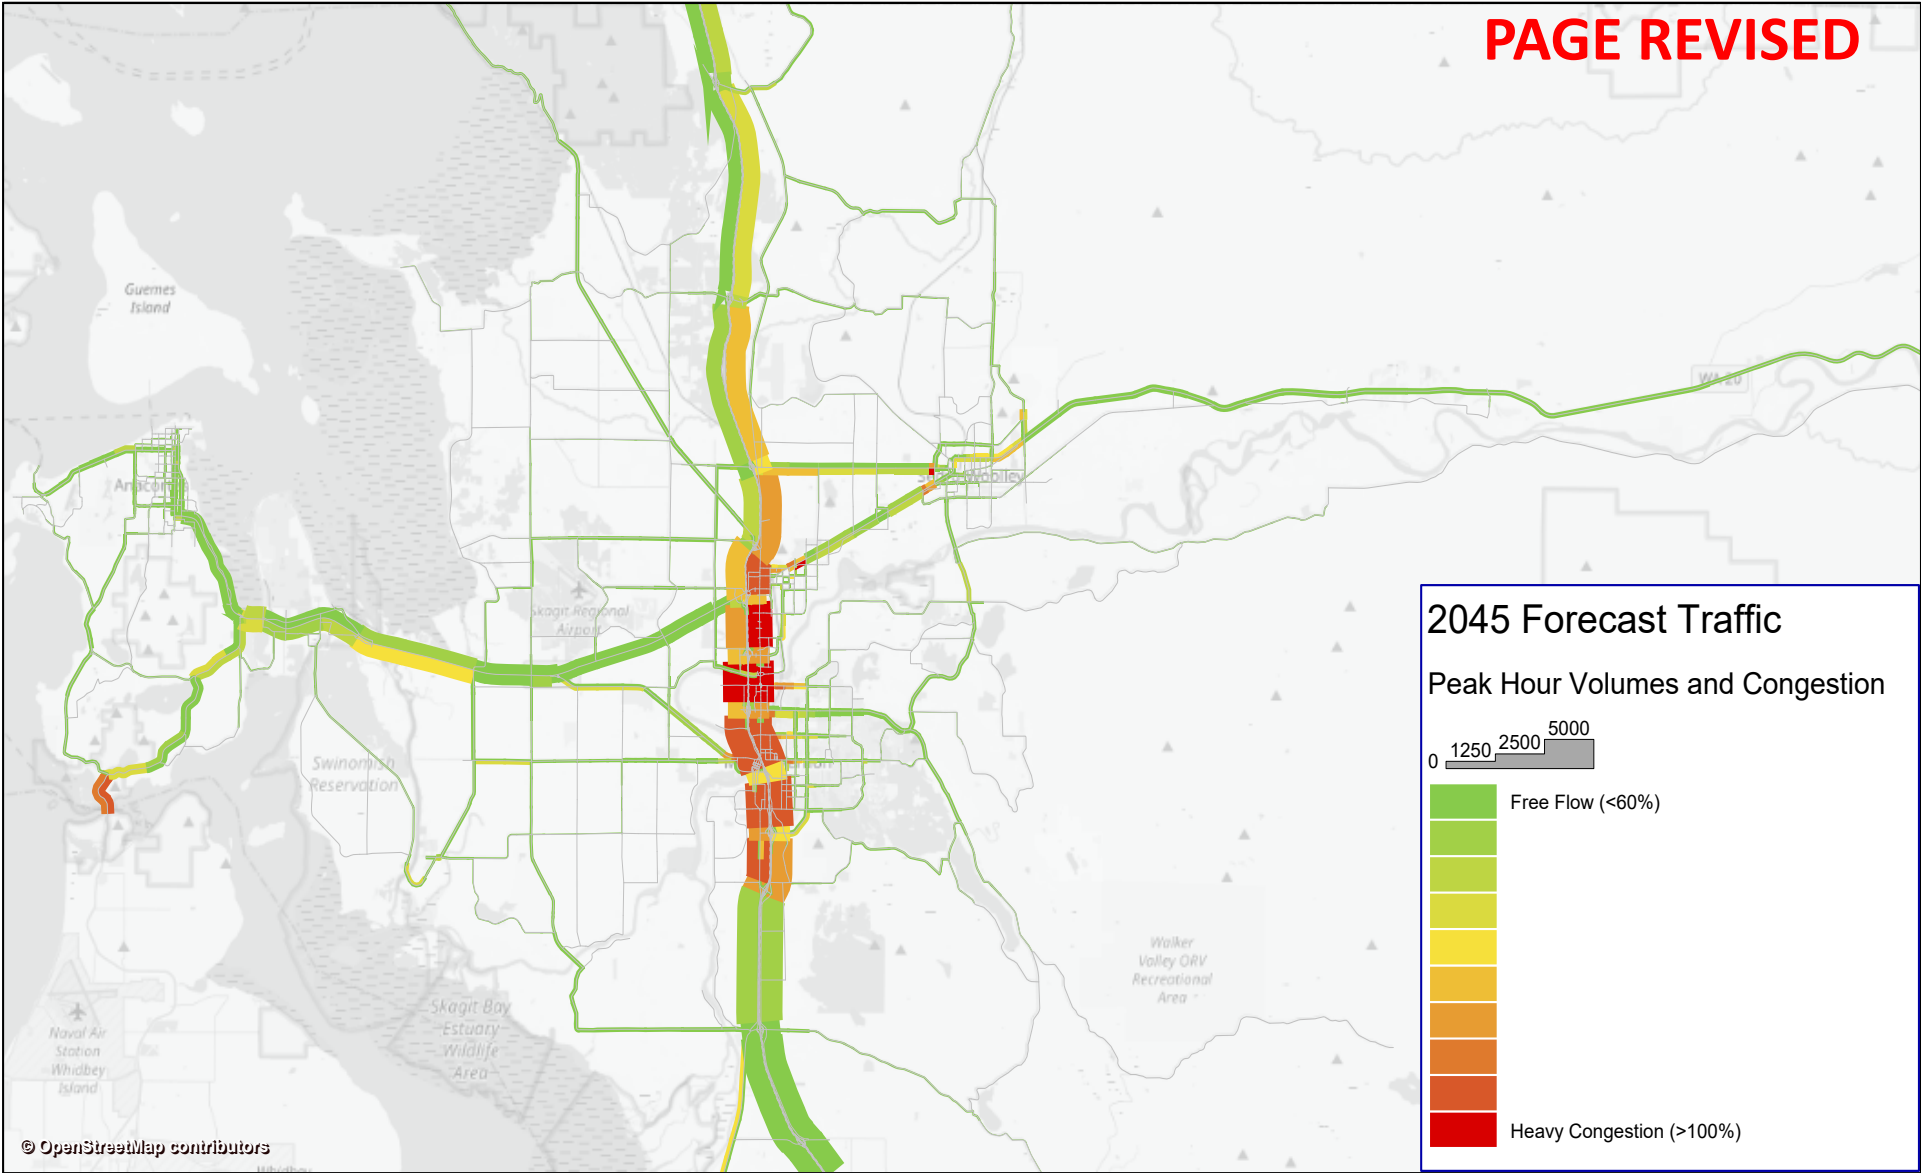 PAGE REVISED
Guemes
Island
WA 20
Skagit Regional
Airport
Swinomish
Reservation
2045 Forecast Traffic
Peak Hour Volumes and Congestion
0 1250 2500 5000
Free Flow (<60%)
Heavy Congestion (>100%)
Walker
Valley ORV
Recreational
Area
Skagit Bay
Estuary
Wildlife
Area
Naval Air
Station
Whidbey
Island
© OpenStreetMap contributors